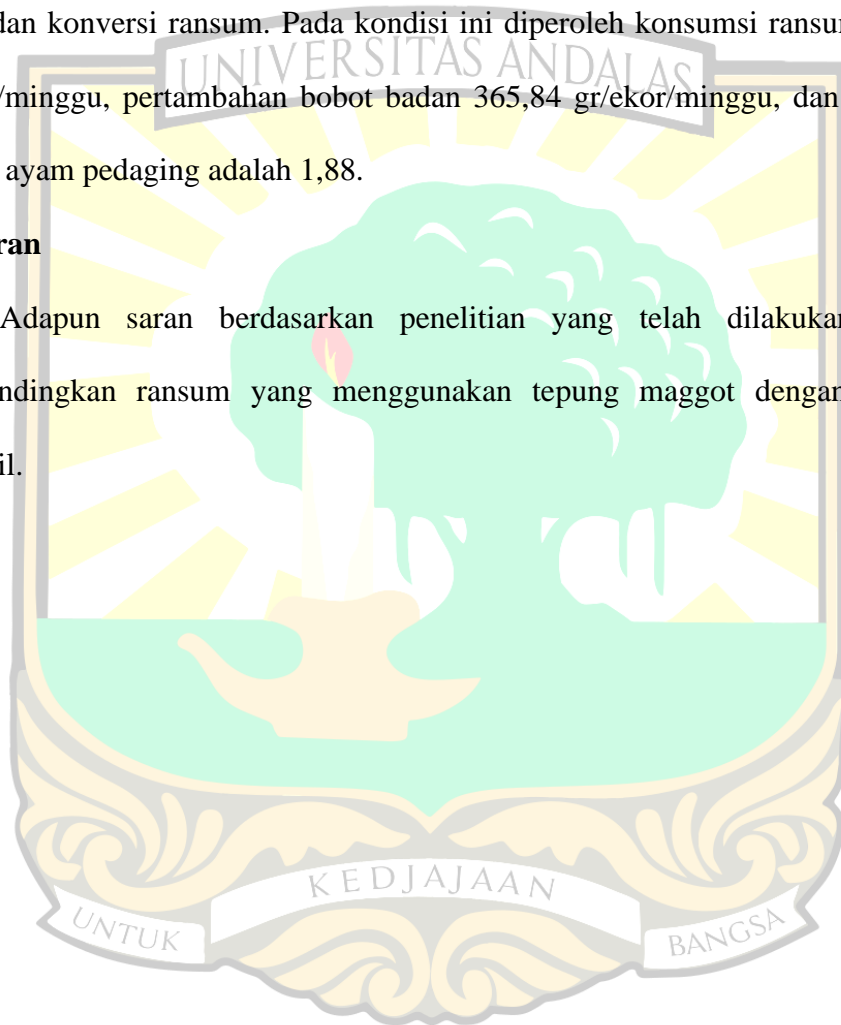 dan konversi ransum. Pada kondisi ini diperoleh konsumsi ransum
UNIVERSITAS ANDALAS
/minggu, pertambahan bobot badan 365,84 gr/ekor/minggu, dan
ayam pedaging adalah 1,88.
ran
Adapun saran berdasarkan penelitian yang telah dilakukan
ndingkan ransum yang menggunakan tepung maggot dengan
il.
KEDJAJAAN
UNTUK
BANGSA